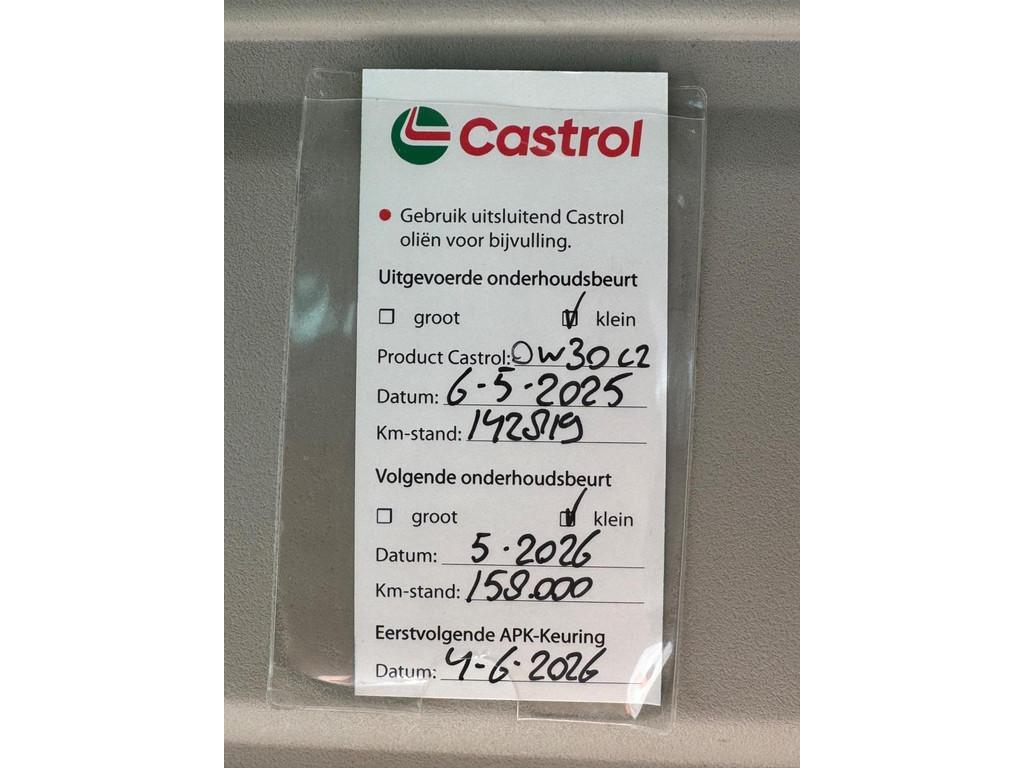 Castrol
Gebruik uitsluitend Castrol
oliën voor bijvulling.
Uitgevoerde onderhoudsbeurt
groot klein
Product Castrol: 0W30 C2
Datum: 6-5-2025
Km-stand: 142819
Volgende onderhoudsbeurt
groot klein
Datum: 5-2026
Km-stand: 158.000
Eerstvolgende APK-Keuring
Datum: 4-6-2026